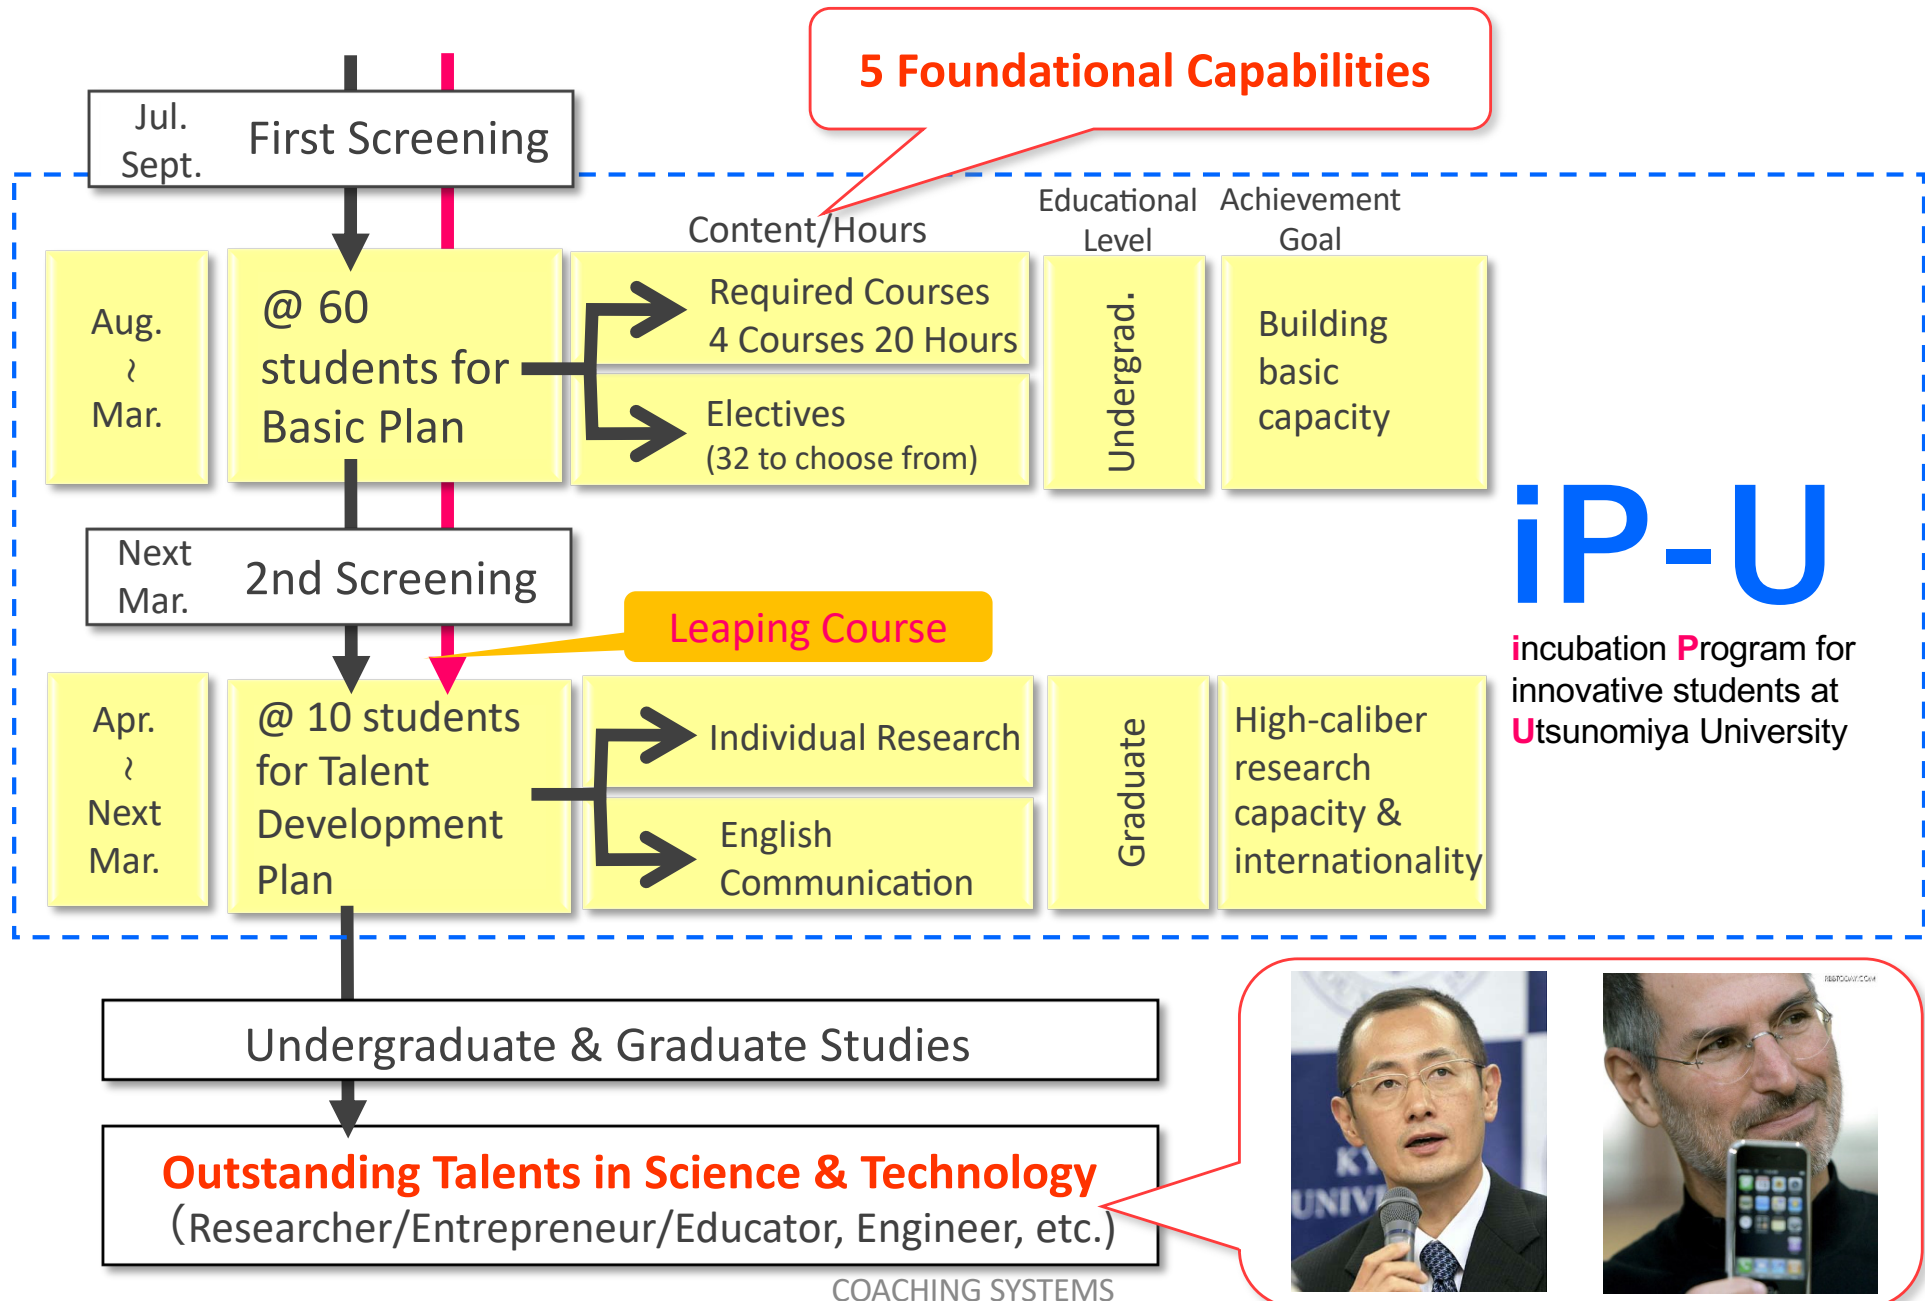 5 Foundational Capabilities
Jul.
Sept.
First Screening
Content/Hours
Educational
Level
Achievement
Goal
Aug.
~
Mar.
@ 60
students for
Basic Plan
Required Courses
4 Courses 20 Hours
Electives
(32 to choose from)
Undergrad.
Building
basic
capacity
Next
Mar.
2nd Screening
Leaping Course
iP-U
incubation Program for
innovative students at
Utsunomiya University
Apr.
~
Next
Mar.
@ 10 students
for Talent
Development
Plan
Individual Research
English
Communication
Graduate
High-caliber
research
capacity &
internationality
Undergraduate & Graduate Studies
Outstanding Talents in Science & Technology
(Researcher/Entrepreneur/Educator, Engineer, etc.)
COACHING SYSTEMS
KY
UNIV
RBBTODAY.COM